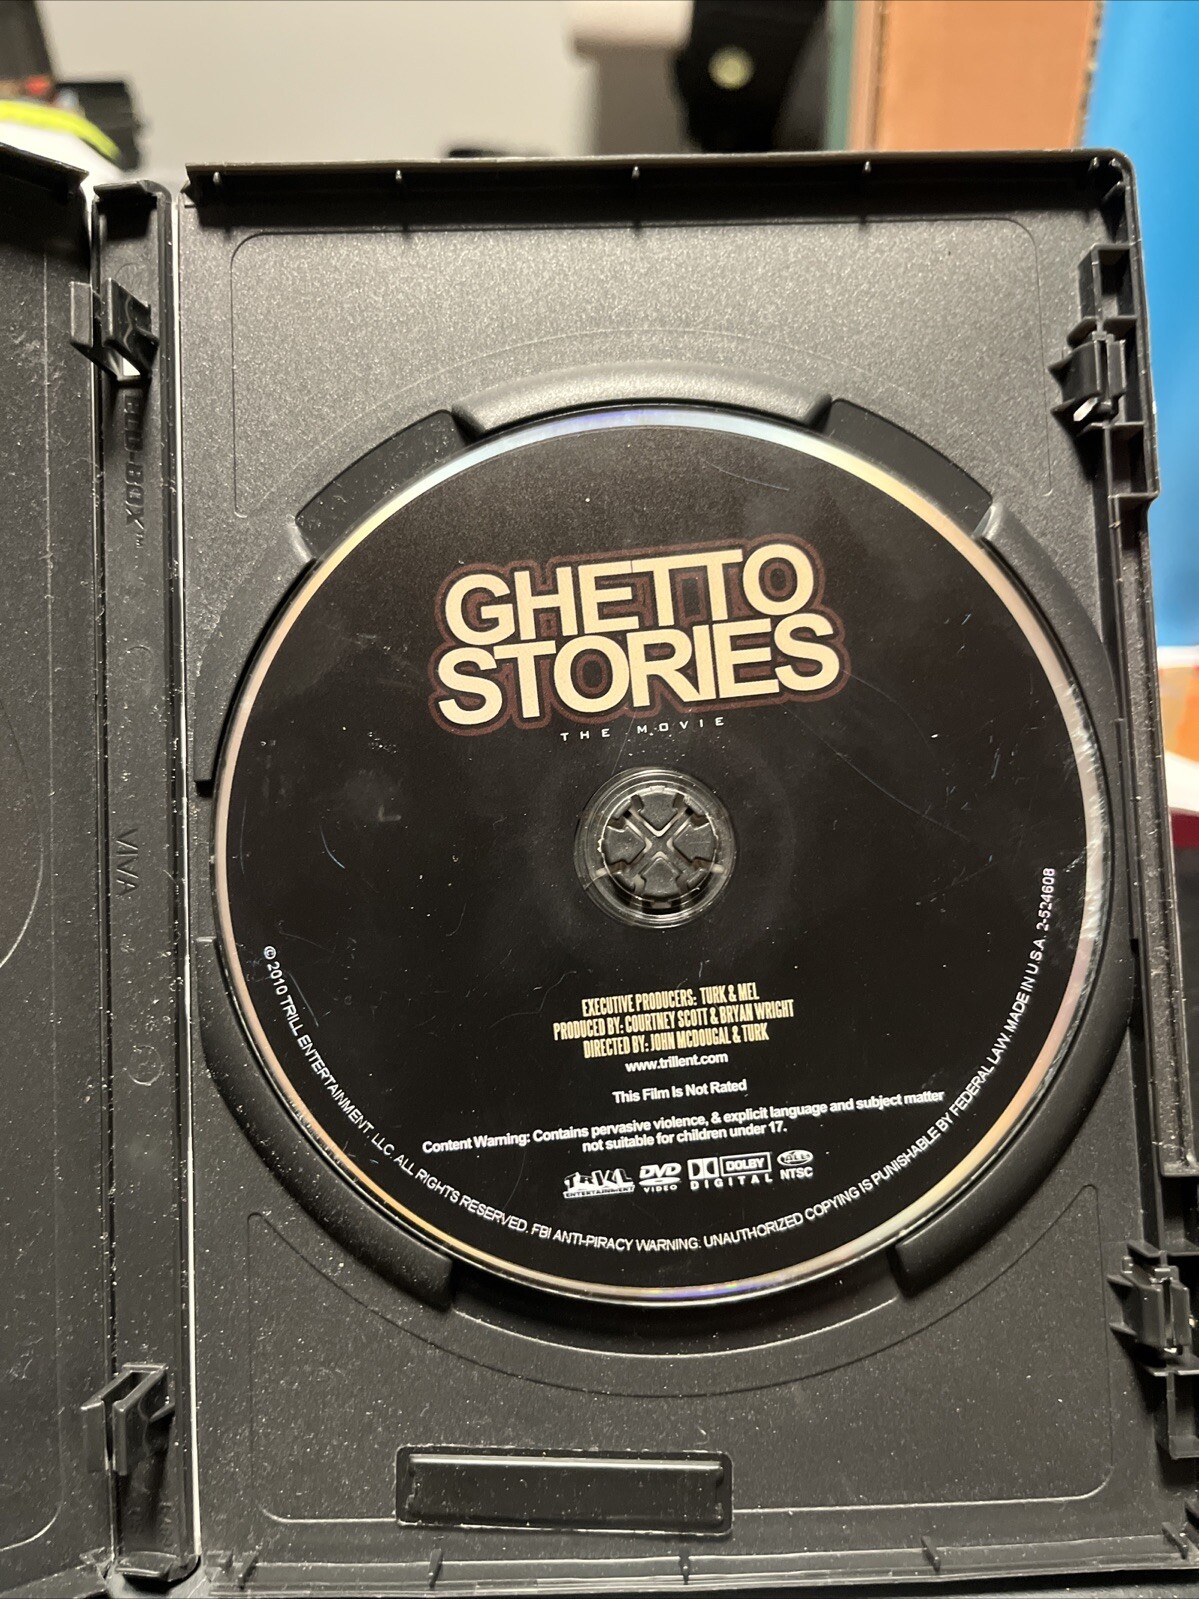 GHETTO
STORIES
THE MOVIE
EXECUTIVE PRODUCERS: TURK & MEL
PRODUCED BY: COURTNEY SCOTT & BRYAN WRIGHT
DIRECTED BY: JOHN MCDOUGAL & TURK
www.trillent.com
This Film Is Not Rated
Content Warning: Contains pervasive violence, & explicit language and subject matter
not suitable for children under 17.
TRILL ENTERTAINMENT
DVD VIDEO
DOLBY DIGITAL
NTSC
© 2010 TRILL ENTERTAINMENT, LLC. ALL RIGHTS RESERVED. FBI ANTI-PIRACY WARNING. UNAUTHORIZED COPYING IS PUNISHABLE BY FEDERAL LAW. MADE IN U.S.A. 2-524608
VIVA